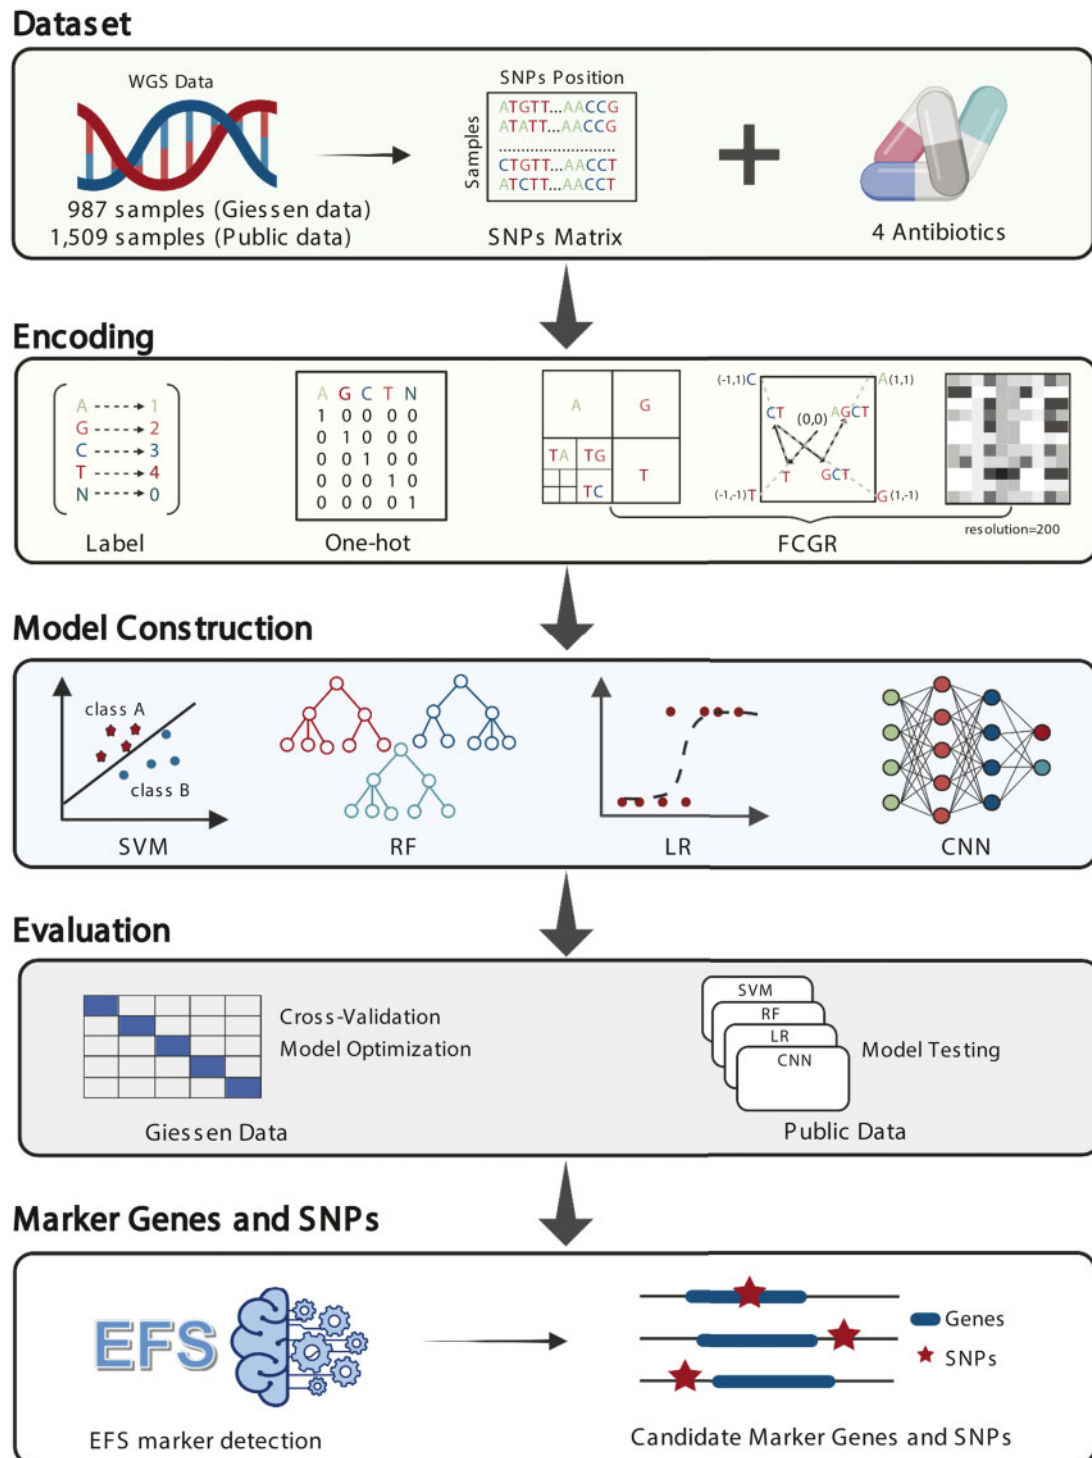 Dataset
WGS Data
987 samples (Giessen data)
1,509 samples (Public data)
SNPs Position
Samples
ATGTT...AACCG
ATATT...AACCG
........................
CTGTT...AACCT
ATCTT...AACCT
SNPs Matrix
+
4 Antibiotics
Encoding
A 1
G 2
C 3
T 4
N 0
Label
A G C T N
1 0 0 0 0
0 1 0 0 0
0 0 1 0 0
0 0 0 1 0
0 0 0 0 1
One-hot
A G
TA TG
T
TC
(-1,1)C A(1,1)
CT (0,0) AGCT
T GCT
(-1,-1)T G(1,-1)
FCGR
resolution=200
Model Construction
class A
class B
SVM
RF
LR
CNN
Evaluation
Cross-Validation
Model Optimization
Giessen Data
SVM
RF
LR
CNN
Model Testing
Public Data
Marker Genes and SNPs
EFS
EFS marker detection
Genes
SNPs
Candidate Marker Genes and SNPs